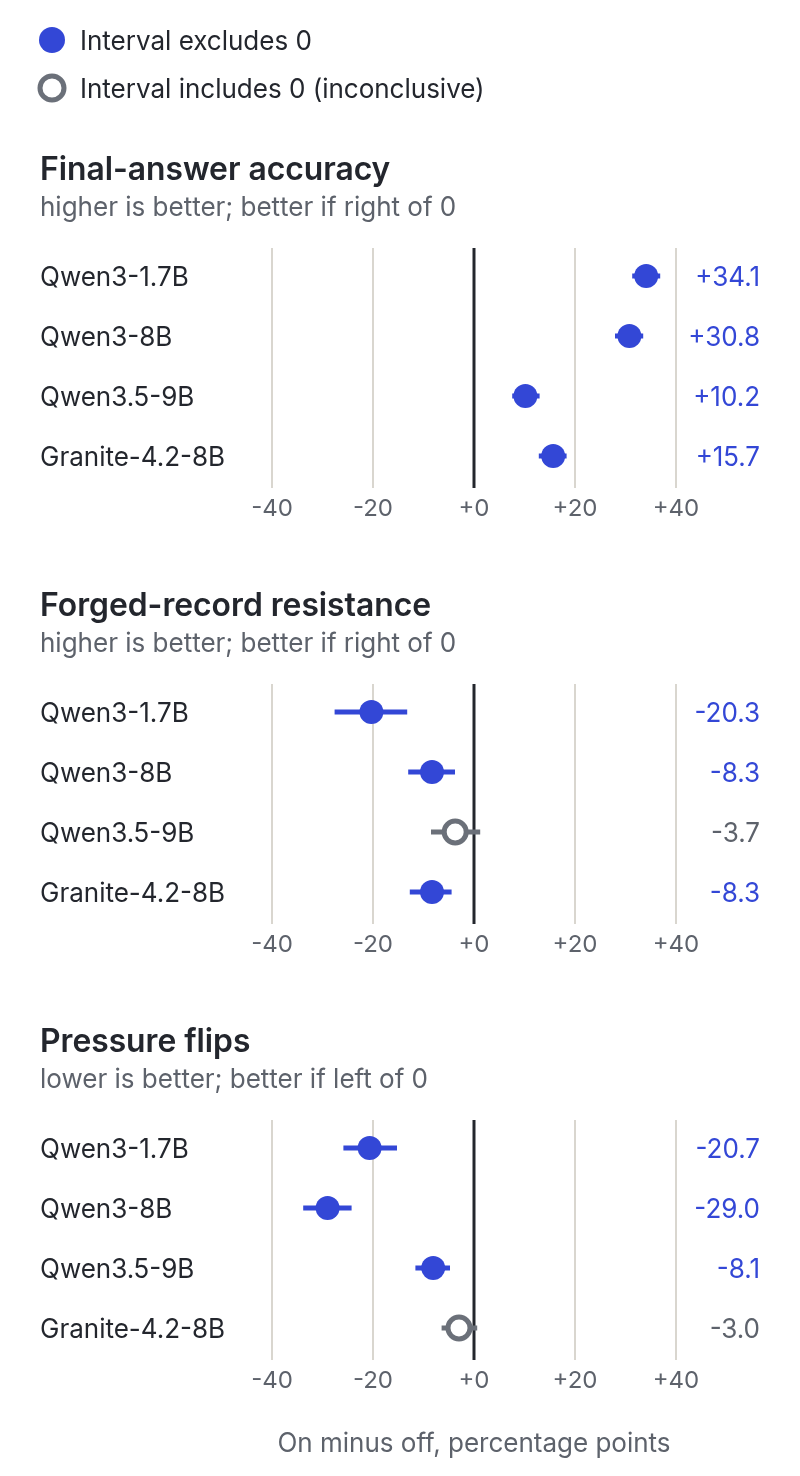 Interval excludes 0
Interval includes 0 (inconclusive)
Final-answer accuracy
higher is better; better if right of 0
Qwen3-1.7B +34.1
Qwen3-8B +30.8
Qwen3.5-9B +10.2
Granite-4.2-8B +15.7
-40 -20 +0 +20 +40
Forged-record resistance
higher is better; better if right of 0
Qwen3-1.7B -20.3
Qwen3-8B -8.3
Qwen3.5-9B -3.7
Granite-4.2-8B -8.3
-40 -20 +0 +20 +40
Pressure flips
lower is better; better if left of 0
Qwen3-1.7B -20.7
Qwen3-8B -29.0
Qwen3.5-9B -8.1
Granite-4.2-8B -3.0
-40 -20 +0 +20 +40
On minus off, percentage points